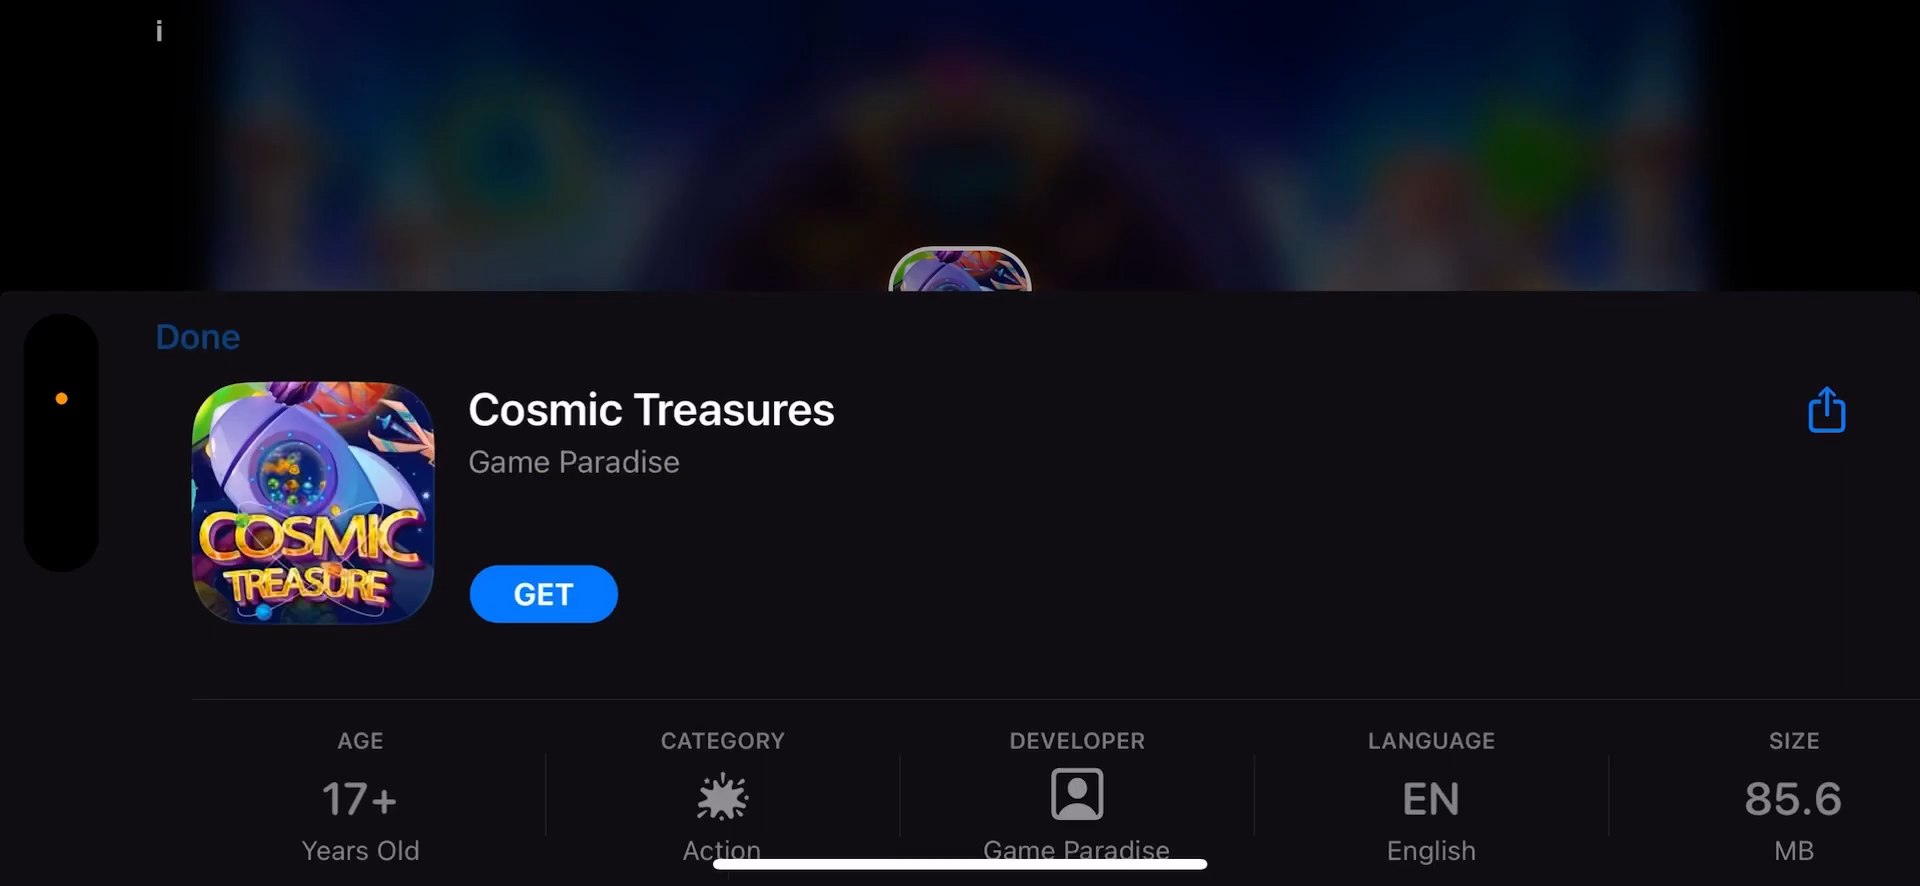 i
Done
Cosmic Treasures
Game Paradise
COSMIC
TREASURE
GET
AGE
CATEGORY
DEVELOPER
LANGUAGE
SIZE
17+
EN
85.6
Years Old
Action
Game Paradise
English
MB